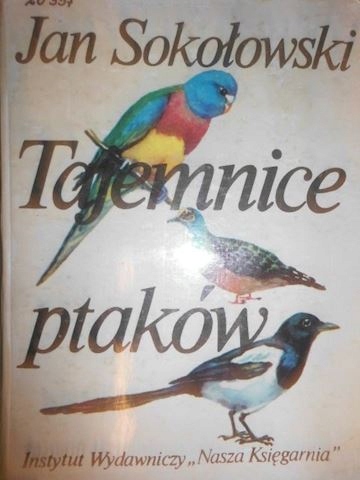 Jan Sokołowski
Tajemnice
ptaków
Instytut Wydawniczy „Nasza Księgarnia"